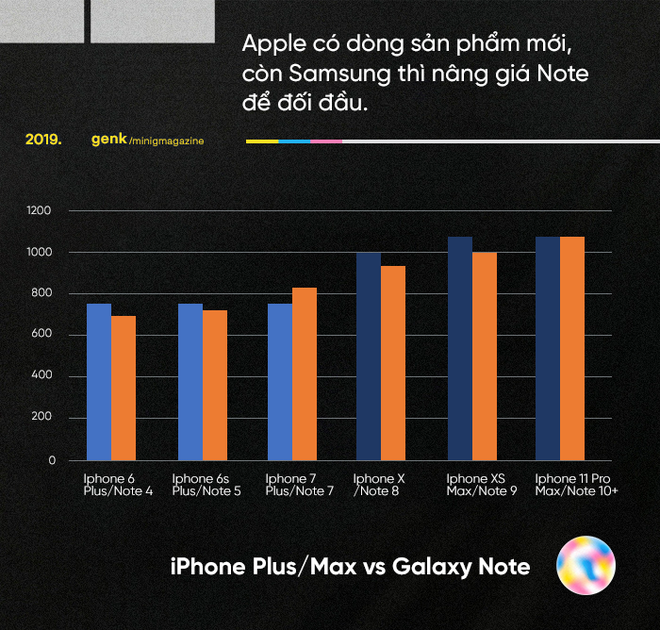 Apple có dòng sản phẩm mới,
còn Samsung thì nâng giá Note
để đối đầu.
2019.
genk/minigmagazine
1200
1000
800
600
400
200
0
Iphone 6
Plus/Note 4
Iphone 6s
Plus/Note 5
Iphone 7
Plus/Note 7
Iphone X
/Note 8
Iphone XS
Max/Note 9
Iphone 11 Pro
Max/Note 10+
iPhone Plus/Max vs Galaxy Note